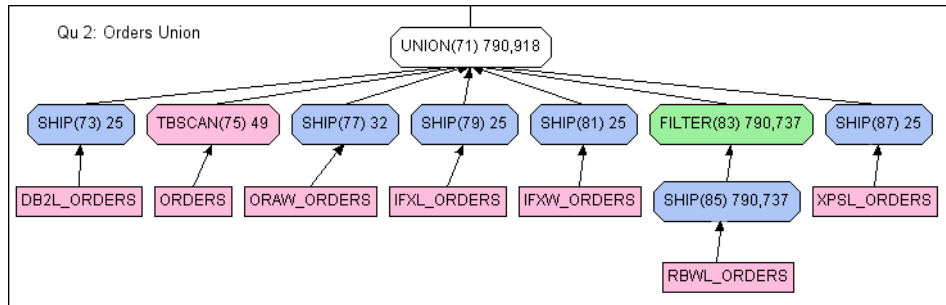 Qu 2: Orders Union
UNION(71) 790,918
SHIP(73) 25
TBSCAN(75) 49
SHIP(77) 32
SHIP(79) 25
SHIP(81) 25
FILTER(83) 790,737
SHIP(87) 25
DB2L_ORDERS
ORDERS
ORAW_ORDERS
IFXL_ORDERS
IFXW_ORDERS
SHIP(85) 790,737
XPSL_ORDERS
RBWL_ORDERS